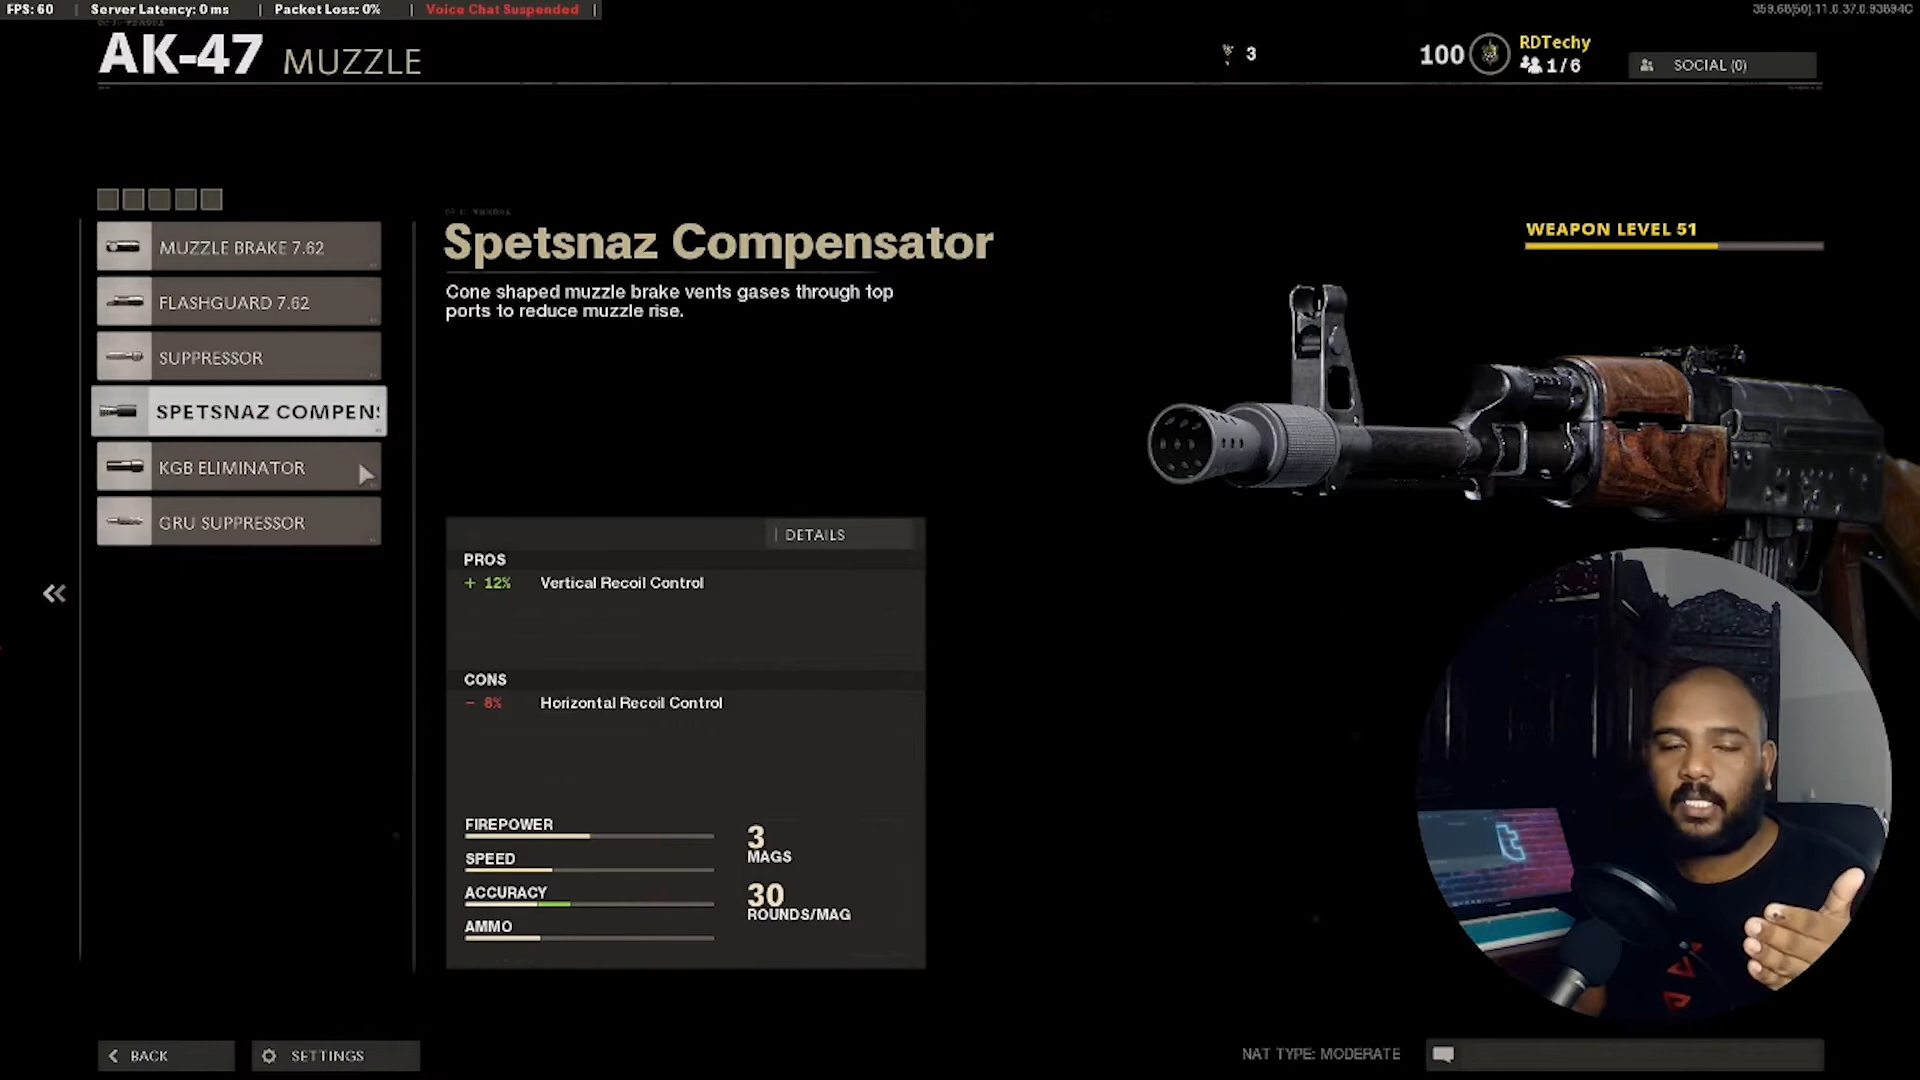 FPS: 60 | Server Latency: 0 ms | Packet Loss: 0% | Voice Chat Suspended |
AK-47 MUZZLE
3
100
RDTechy
1/6
SOCIAL (0)
MUZZLE BRAKE 7.62
FLASHGUARD 7.62
SUPPRESSOR
SPETSNAZ COMPENS
KGB ELIMINATOR
GRU SUPPRESSOR
Spetsnaz Compensator
Cone shaped muzzle brake vents gases through top
ports to reduce muzzle rise.
WEAPON LEVEL 51
DETAILS
PROS
+ 12% Vertical Recoil Control
CONS
- 8% Horizontal Recoil Control
FIREPOWER
SPEED
ACCURACY
AMMO
3
MAGS
30
ROUNDS/MAG
BACK
SETTINGS
NAT TYPE: MODERATE